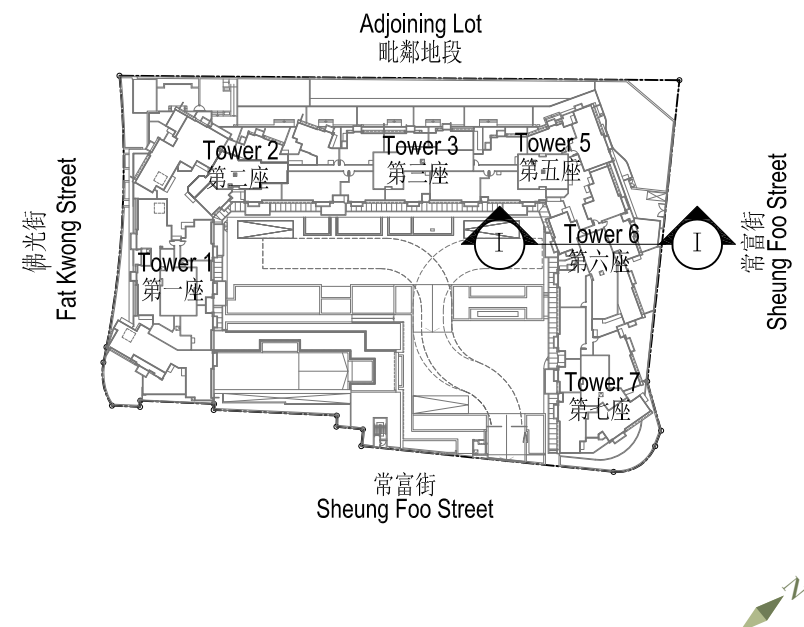 Adjoining Lot
毗鄰地段
Tower 2
第二座
Tower 3
第三座
Tower 5
第五座
佛光街
Fat Kwong Street
Tower 1
第一座
Tower 6
第六座
I
I
常富街
Sheung Foo Street
Tower 7
第七座
常富街
Sheung Foo Street
N